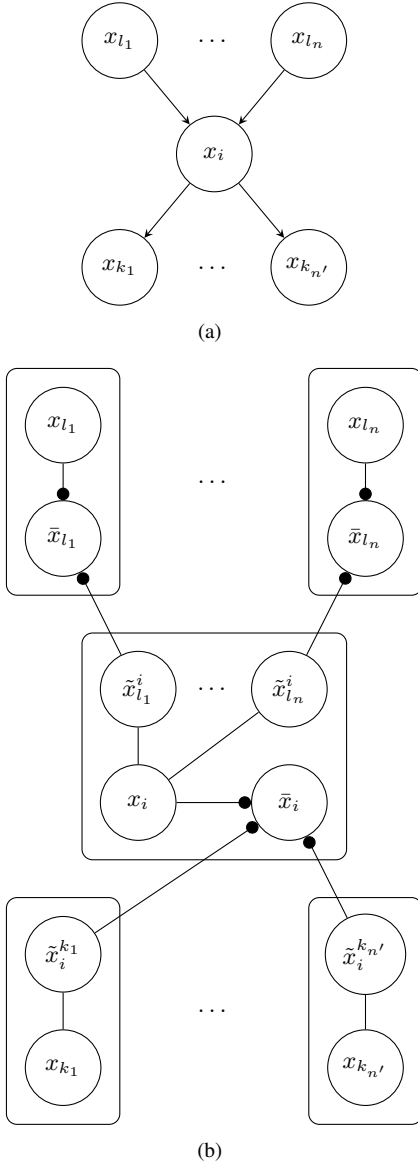 x_{l_1} ... x_{l_n}
x_i
x_{k_1} ... x_{k_{n'}}
(a)
x_{l_1} x_{l_n}
...
x̄_{l_1} x̄_{l_n}
x̃^i_{l_1} ... x̃^i_{l_n}
x_i x̄_i
x̃^{k_1}_i x̃^{k_{n'}}_i
...
x_{k_1} x_{k_{n'}}
(b)